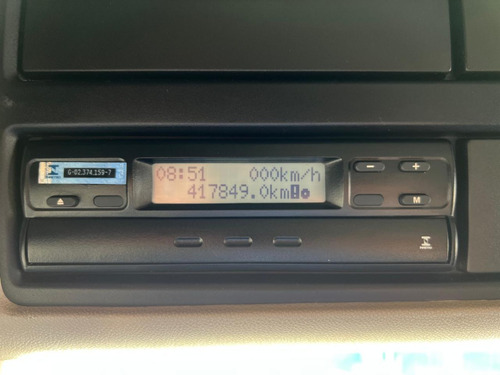 G-02.374.159-7
08:51 000km/h
417849.0km
- +
M